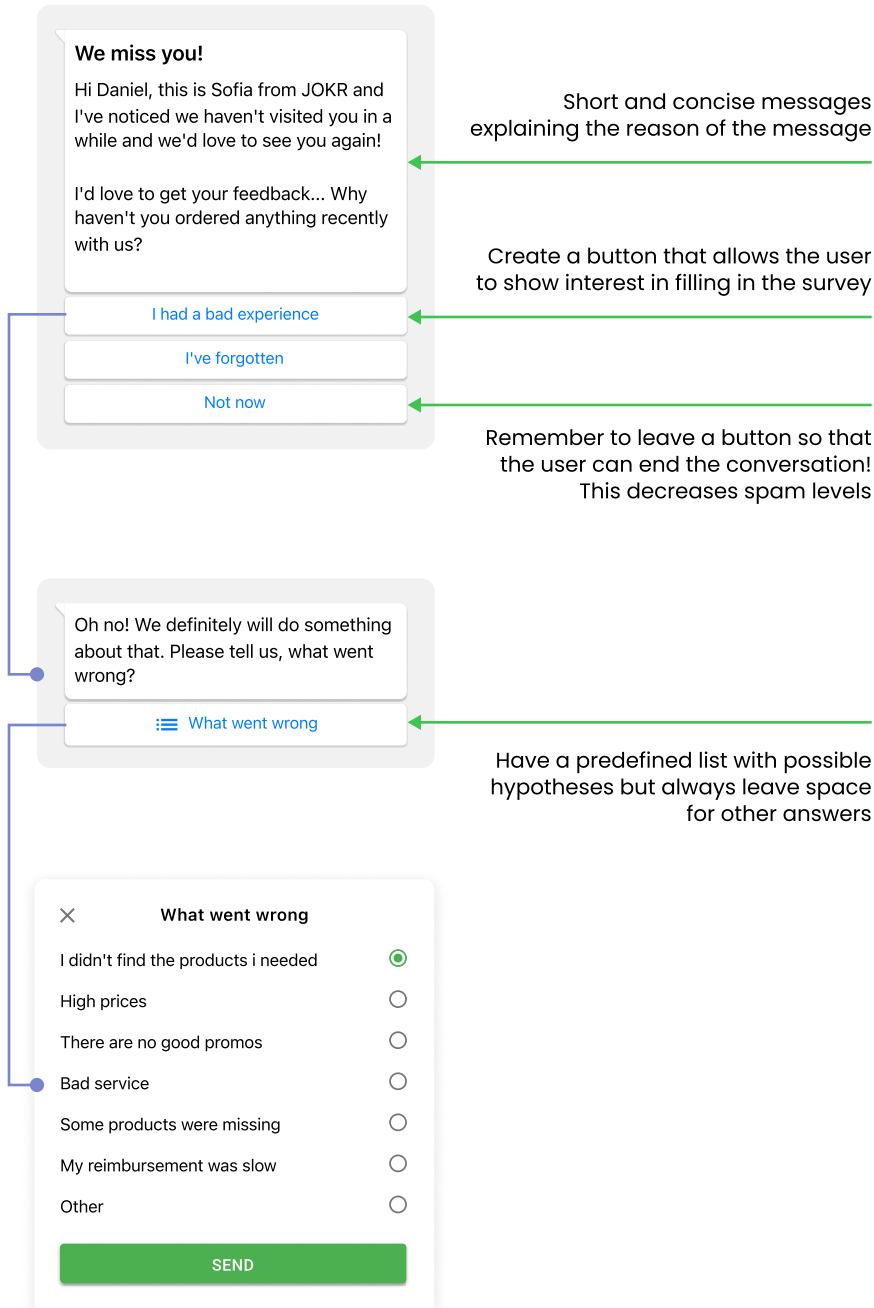 We miss you!
Hi Daniel, this is Sofia from JOKR and
I've noticed we haven't visited you in a
while and we'd love to see you again!
I'd love to get your feedback... Why
haven't you ordered anything recently
with us?
I had a bad experience
I've forgotten
Not now
Short and concise messages
explaining the reason of the message
Create a button that allows the user
to show interest in filling in the survey
Remember to leave a button so that
the user can end the conversation!
This decreases spam levels
Oh no! We definitely will do something
about that. Please tell us, what went
wrong?
What went wrong
Have a predefined list with possible
hypotheses but always leave space
for other answers
What went wrong
I didn't find the products i needed
High prices
There are no good promos
Bad service
Some products were missing
My reimbursement was slow
Other
SEND